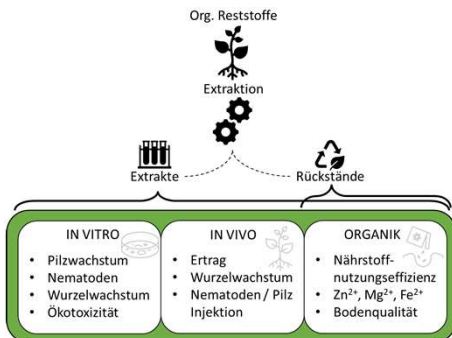 Org. Reststoffe
Extraktion
Extrakte
Rückstände
IN VITRO
• Pilzwachstum
• Nematoden
• Wurzelwachstum
• Ökotoxizität
IN VIVO
• Ertrag
• Wurzelwachstum
• Nematoden / Pilz
Injektion
ORGANIK
• Nährstoff-
nutzungseffizienz
• Zn²⁺, Mg²⁺, Fe²⁺
• Bodenqualität